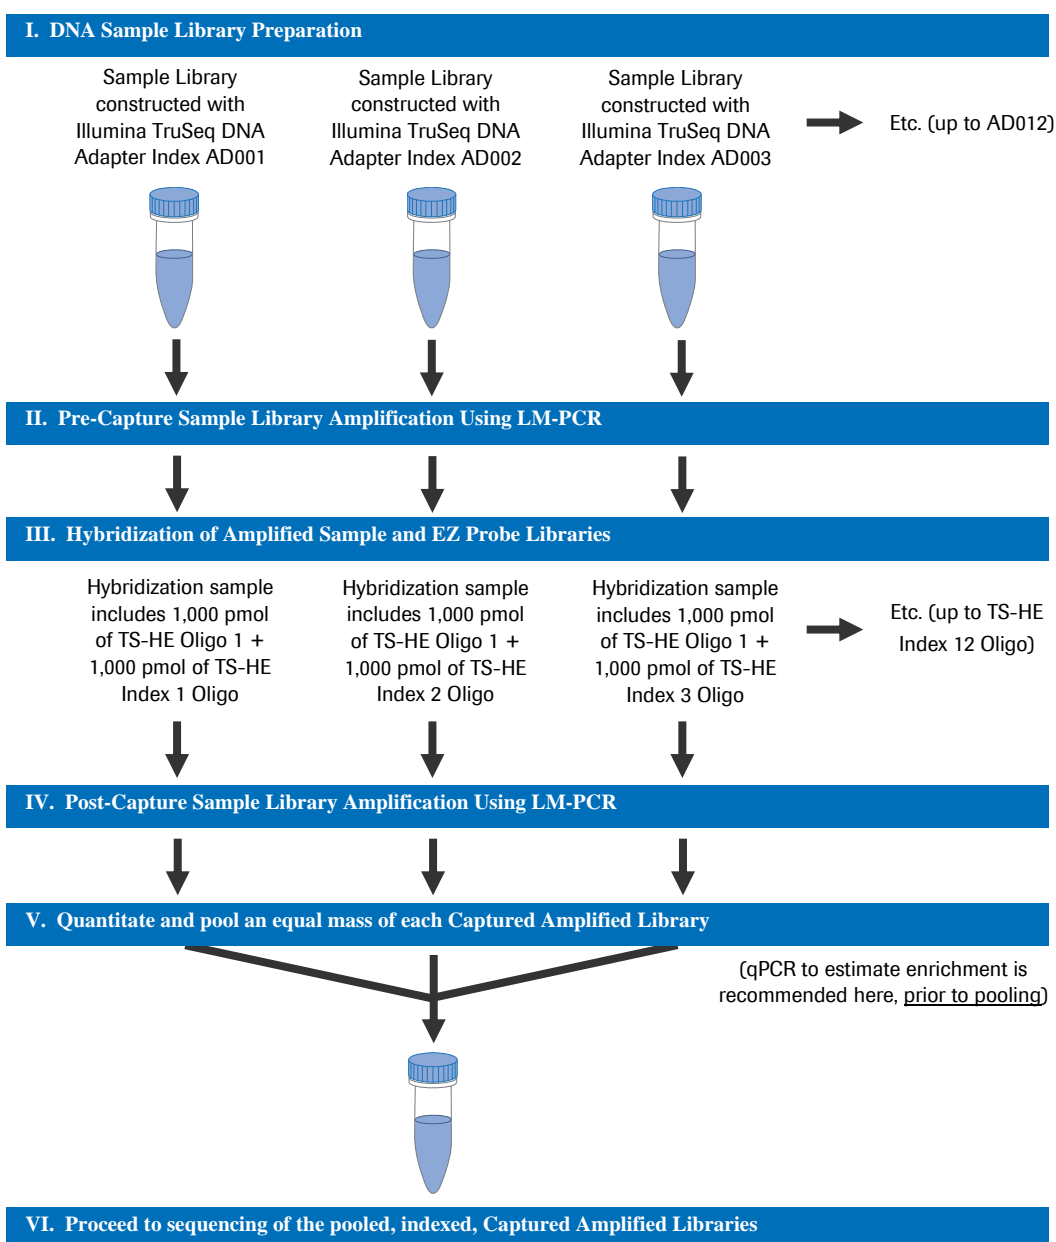 I. DNA Sample Library Preparation
Sample Library
constructed with
Illumina TruSeq DNA
Adapter Index AD001
Sample Library
constructed with
Illumina TruSeq DNA
Adapter Index AD002
Sample Library
constructed with
Illumina TruSeq DNA
Adapter Index AD003
Etc. (up to AD012)
II. Pre-Capture Sample Library Amplification Using LM-PCR
III. Hybridization of Amplified Sample and EZ Probe Libraries
Hybridization sample
includes 1,000 pmol
of TS-HE Oligo 1 +
1,000 pmol of TS-HE
Index 1 Oligo
Hybridization sample
includes 1,000 pmol
of TS-HE Oligo 1 +
1,000 pmol of TS-HE
Index 2 Oligo
Hybridization sample
includes 1,000 pmol
of TS-HE Oligo 1 +
1,000 pmol of TS-HE
Index 3 Oligo
Etc. (up to TS-HE
Index 12 Oligo)
IV. Post-Capture Sample Library Amplification Using LM-PCR
V. Quantitate and pool an equal mass of each Captured Amplified Library
(qPCR to estimate enrichment is
recommended here, prior to pooling)
VI. Proceed to sequencing of the pooled, indexed, Captured Amplified Libraries